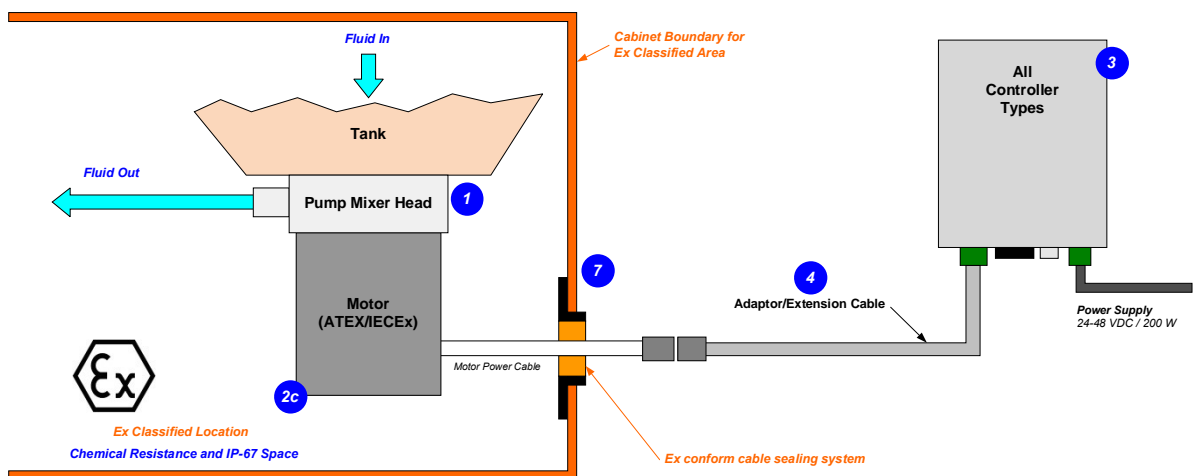 Fluid In
Cabinet Boundary for
Ex Classified Area
3
All
Controller
Types
Tank
Fluid Out
1
Pump Mixer Head
7
4
Motor
(ATEX/IECEx)
Adaptor/Extension Cable
Power Supply
24-48 VDC / 200 W
Motor Power Cable
Ex
2c
Ex Classified Location
Chemical Resistance and IP-67 Space
Ex conform cable sealing system